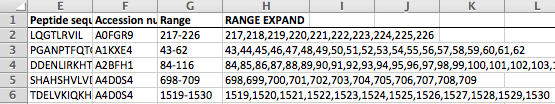 E F G H I J K L
1 Peptide sequ Accession nu Range RANGE EXPAND
2 LQGTLRVIL A0FGR9 217-226 217,218,219,220,221,222,223,224,225,226
3 PGANPTFQTC A1KXE4 43-62 43,44,45,46,47,48,49,50,51,52,53,54,55,56,57,58,59,60,61,62
4 DDENLIRKHT A2BFH1 84-116 84,85,86,87,88,89,90,91,92,93,94,95,96,97,98,99,100,101,102,103,1
5 SHAHSHVLVD A4D0S4 698-709 698,699,700,701,702,703,704,705,706,707,708,709
6 TDELVKIQKH A4D0S4 1519-1530 1519,1520,1521,1522,1523,1524,1525,1526,1527,1528,1529,1530